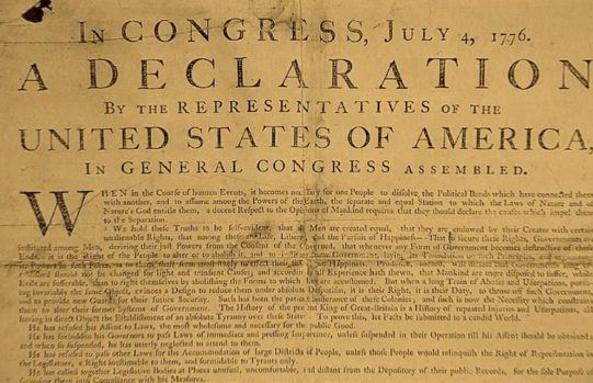 IN CONGRESS, JULY 4, 1776.
A DECLARATION
BY THE REPRESENTATIVES OF THE
UNITED STATES OF AMERICA,
IN GENERAL CONGRESS ASSEMBLED.
WHEN in the Course of human Events, it becomes necessary for one People to dissolve the Political Bands which have connected them
with another, and to assume among the Powers of the Earth, the separate and equal Station to which the Laws of Nature and of
Nature's God entitle them, a decent Respect to the Opinions of Mankind requires that they should declare the causes which impel them
to the Separation.
We hold these Truths to be self-evident, that all Men are created equal, that they are endowed by their Creator with certain
unalienable Rights, that among these are Life, Liberty, and the Pursuit of Happiness—That to secure these Rights, Governments are
instituted among Men, deriving their just Powers from the Consent of the Governed, that whenever any Form of Government becomes destructive of these
Ends, it is the Right of the People to alter or to abolish it, and to institute new Government, laying its Foundation on such Principles, and organizing
its Powers in such Form, as to them shall seem most likely to effect their Safety and Happiness. Prudence, indeed, will dictate that Governments long
established should not be changed for light and transient Causes; and accordingly all Experience hath shewn, that Mankind are more disposed to suffer, while
Evils are sufferable, than to right themselves by abolishing the Forms to which they are accustomed. But when a long Train of Abuses and Usurpations, pursu-
ing invariably the same Object, evinces a Design to reduce them under absolute Despotism, it is their Right, it is their Duty, to throw off such Government,
and to provide new Guards for their future Security. Such has been the patient Sufferance of these Colonies; and such is now the Necessity which constrains
them to alter their former Systems of Government. The History of the present King of Great-Britain is a History of repeated Injuries and Usurpations, all
having in direct Object the Establishment of an absolute Tyranny over these States. To prove this, let Facts be submitted to a candid World.
He has refused his Assent to Laws, the most wholesome and necessary for the public Good.
He has forbidden his Governors to pass Laws of immediate and pressing Importance, unless suspended in their Operation till his Assent should be obtained;
and when so suspended, he has utterly neglected to attend to them.
He has refused to pass other Laws for the Accommodation of large Districts of People, unless those People would relinquish the Right of Representation in
the Legislature, a Right inestimable to them, and formidable to Tyrants only.
He has called together Legislative Bodies at Places unusual, uncomfortable, and distant from the Depository of their public Records, for the sole Purpose of
fatiguing them into Compliance with his Measures.